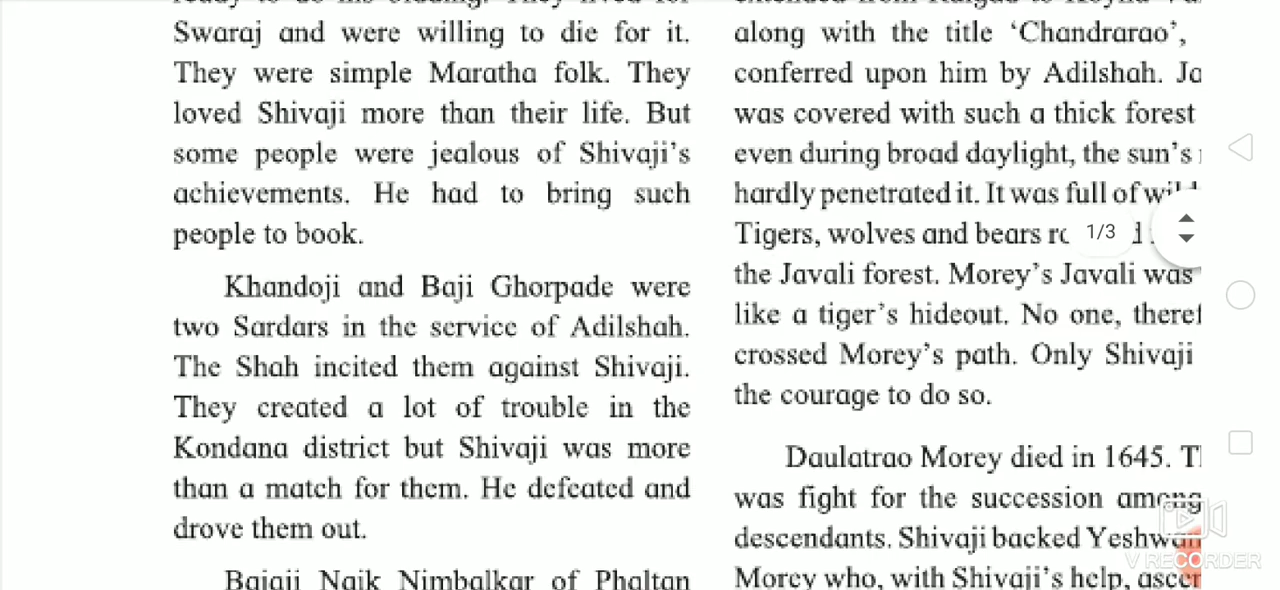 Swaraj and were willing to die for it.
They were simple Maratha folk. They
loved Shivaji more than their life. But
some people were jealous of Shivaji's
achievements. He had to bring such
people to book.
Khandoji and Baji Ghorpade were
two Sardars in the service of Adilshah.
The Shah incited them against Shivaji.
They created a lot of trouble in the
Kondana district but Shivaji was more
than a match for them. He defeated and
drove them out.
Bajaji Naik Nimbalkar of Phaltan
along with the title ‘Chandrarao’,
conferred upon him by Adilshah.
was covered with such a thick forest
even during broad daylight, the sun's
hardly penetrated it. It was full of
Tigers, wolves and bears
the Javali forest. Morey's Javali was
like a tiger's hideout. No one,
crossed Morey's path. Only Shivaji
the courage to do so.
Daulatrao Morey died in 1645.
was fight for the succession among
descendants. Shivaji backed
Morey who, with Shivaji's help,
1/3
V RECORDER